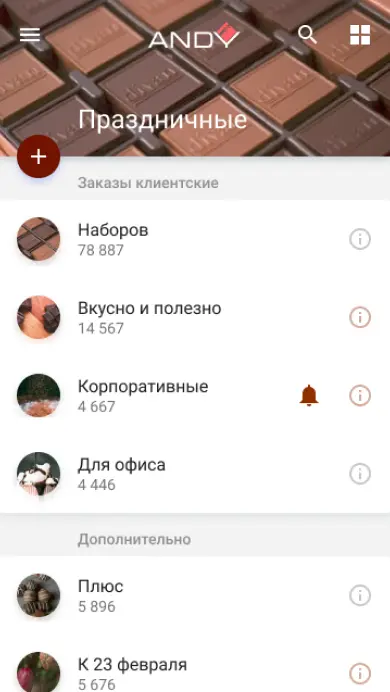 ANDY
Праздничные
Заказы клиентские
Наборов
78 887
Вкусно и полезно
14 567
Корпоративные
4 667
Для офиса
4 446
Дополнительно
Плюс
5 896
К 23 февраля
5 676